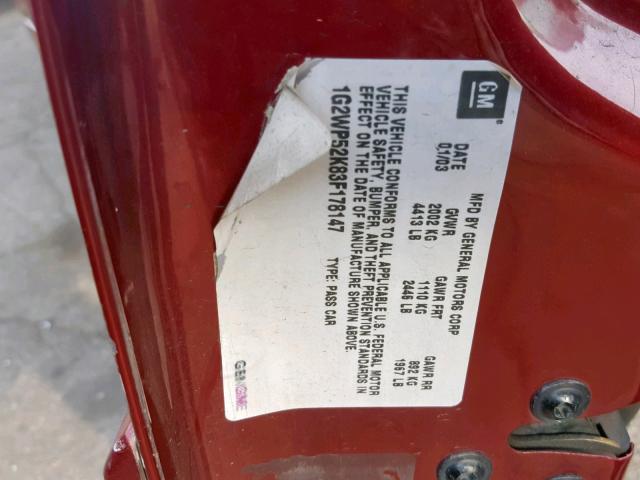 GM
MFD BY GENERAL MOTORS CORP
DATE GVWR GAWR FRT GAWR RR
01/03 2002 KG 1110 KG 892 KG
4413 LB 2446 LB 1967 LB
THIS VEHICLE CONFORMS TO ALL APPLICABLE U.S. FEDERAL MOTOR
VEHICLE SAFETY, BUMPER, AND THEFT PREVENTION STANDARDS IN
EFFECT ON THE DATE OF MANUFACTURE SHOWN ABOVE.
1G2WP52K83F178147 TYPE: PASS CAR